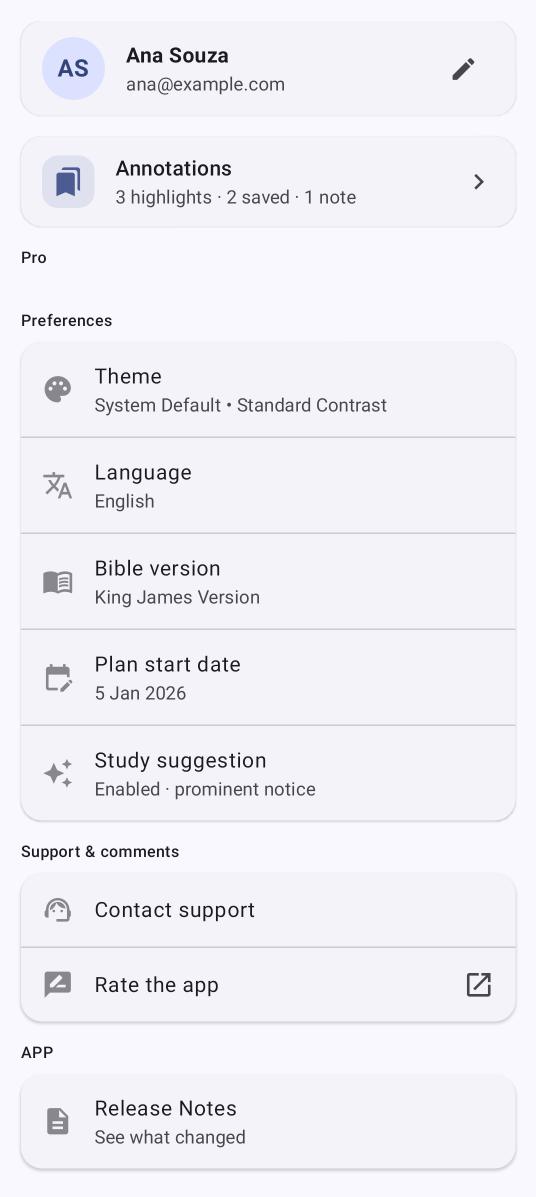 AS
Ana Souza
ana@example.com
Annotations
3 highlights · 2 saved · 1 note
Pro
Preferences
Theme
System Default • Standard Contrast
Language
English
Bible version
King James Version
Plan start date
5 Jan 2026
Study suggestion
Enabled · prominent notice
Support & comments
Contact support
Rate the app
APP
Release Notes
See what changed